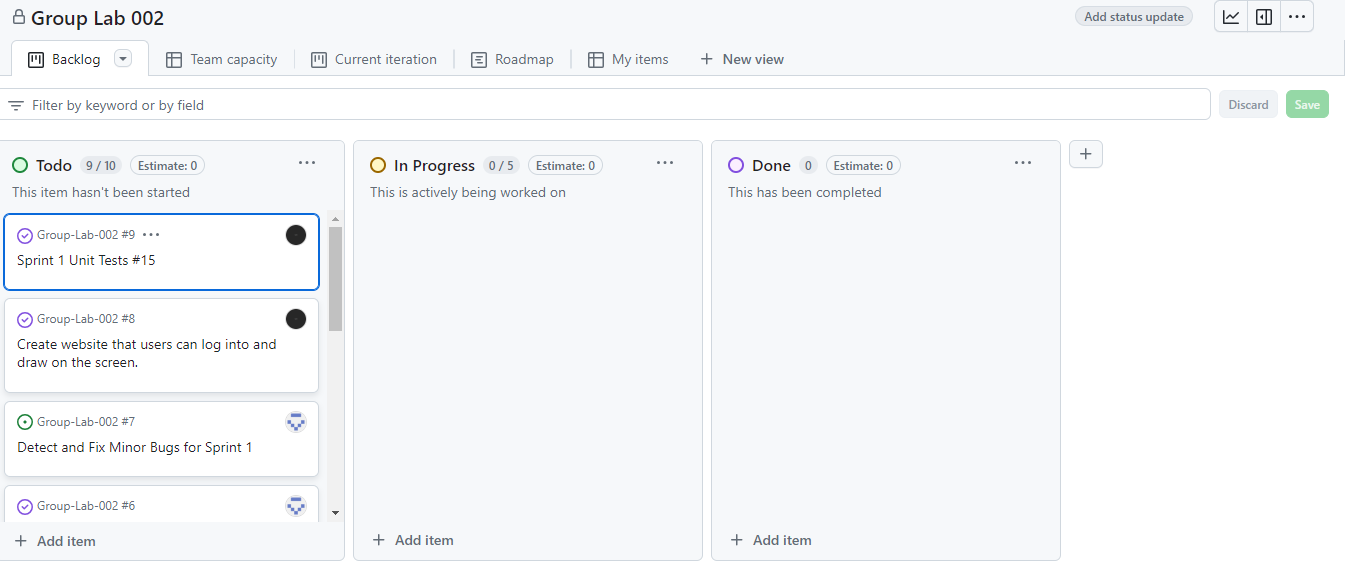 Group Lab 002
Add status update
Backlog
Team capacity
Current iteration
Roadmap
My items
New view
Filter by keyword or by field
Discard
Save
Todo 9 / 10 Estimate: 0
This item hasn't been started
Group-Lab-002 #9
Sprint 1 Unit Tests #15
Group-Lab-002 #8
Create website that users can log into and
draw on the screen.
Group-Lab-002 #7
Detect and Fix Minor Bugs for Sprint 1
Group-Lab-002 #6
Add item
In Progress 0 / 5 Estimate: 0
This is actively being worked on
Add item
Done 0 Estimate: 0
This has been completed
Add item